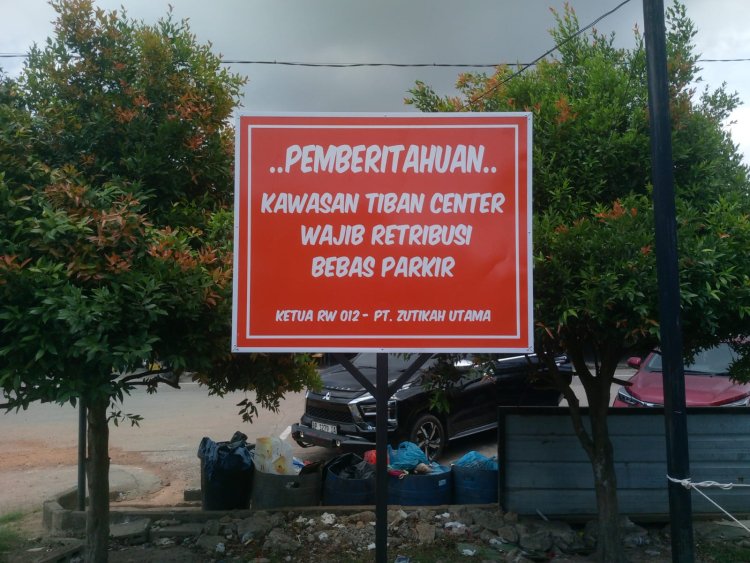 ..PEMBERITAHUAN..
KAWASAN TIBAN CENTER
WAJIB RETRIBUSI
BEBAS PARKIR
KETUA RW 012 - PT. ZUTIKAH UTAMA